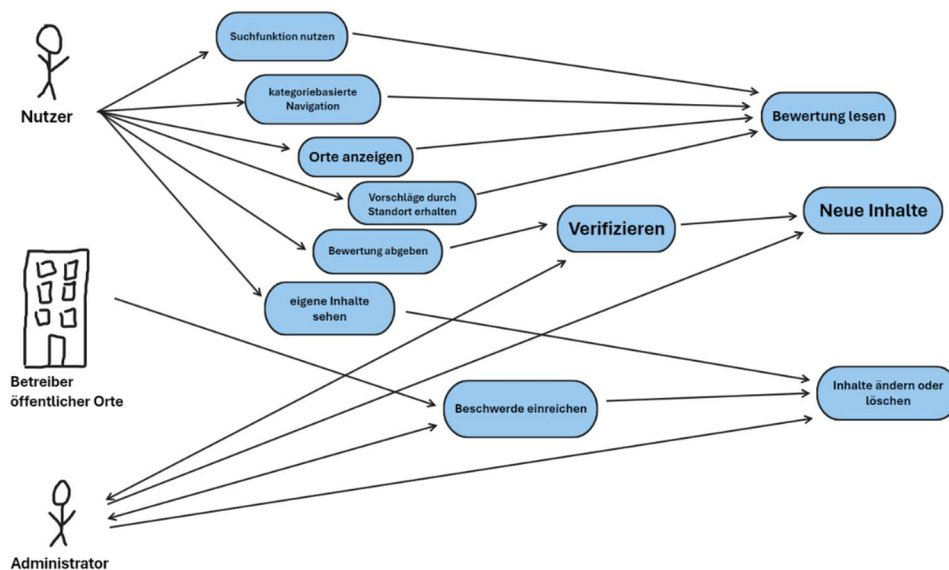 Suchfunktion nutzen
Nutzer
kategoriebasierte
Navigation
Bewertung lesen
Orte anzeigen
Vorschläge durch
Standort erhalten
Neue Inhalte
Verifizieren
Bewertung abgeben
eigene Inhalte
sehen
Betreiber
öffentlicher Orte
Beschwerde einreichen
Inhalte ändern oder
löschen
Administrator